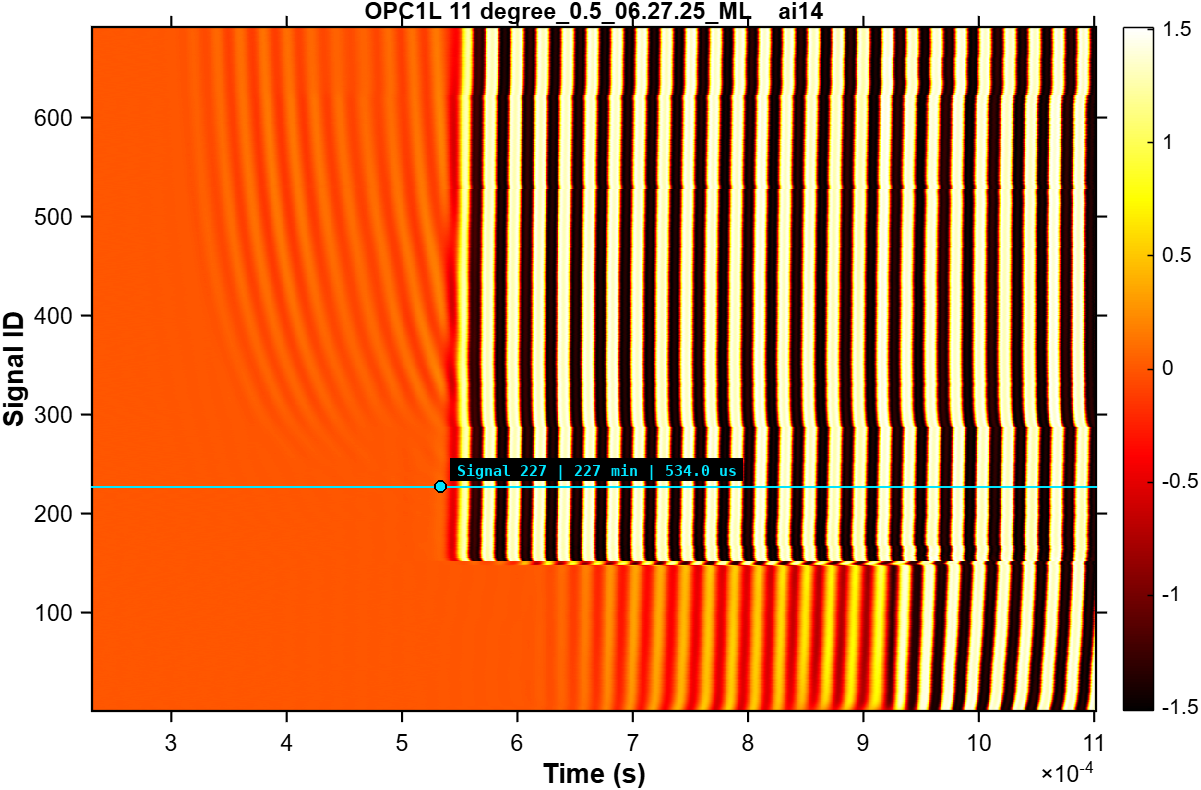 OPC1L 11 degree_0.5_06.27.25_ML ai14
1.5
1
0.5
0
-0.5
-1
-1.5
Signal ID
600
500
400
300
200
100
Signal 227 | 227 min | 534.0 us
3 4 5 6 7 8 9 10 11
Time (s)
×10-4